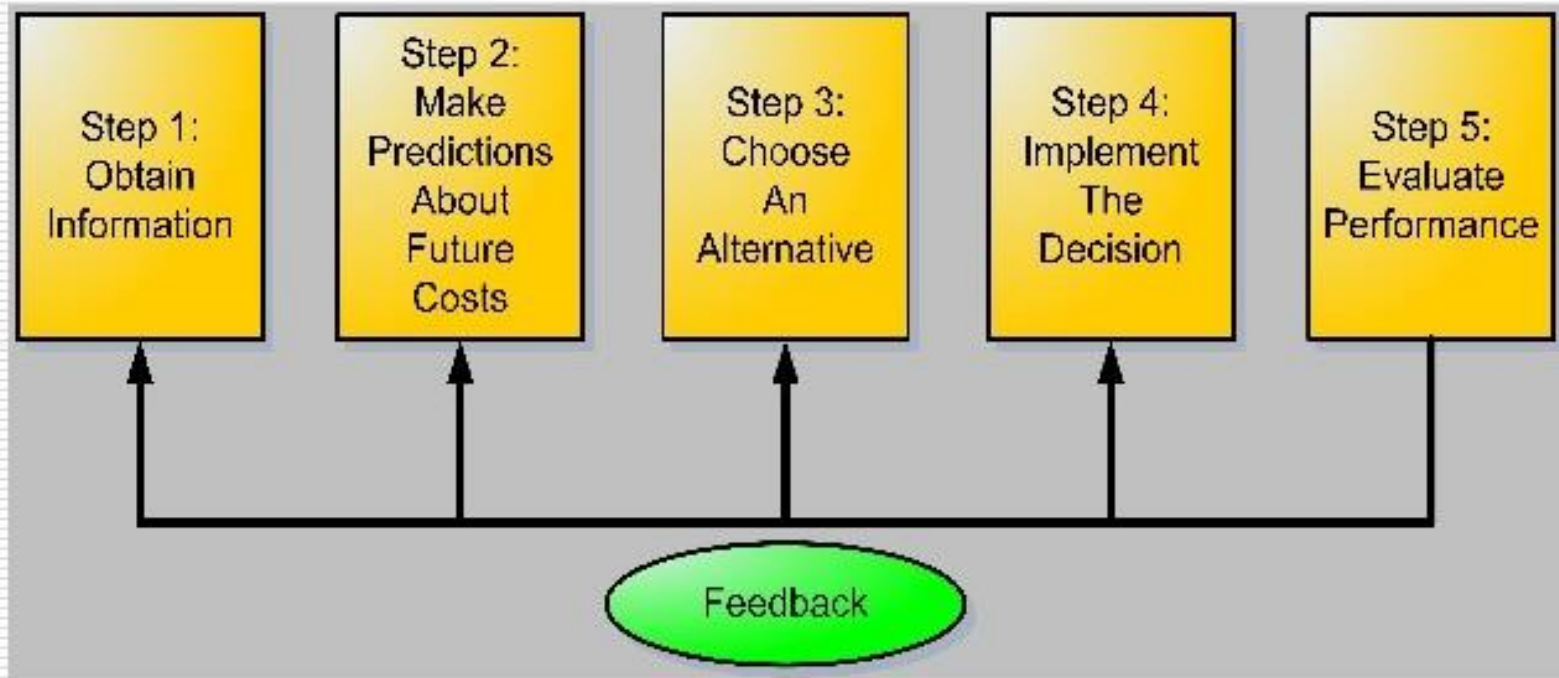 Step 1:
Obtain
Information
Step 2:
Make
Predictions
About
Future
Costs
Step 3:
Choose
An
Alternative
Step 4:
Implement
The
Decision
Step 5:
Evaluate
Performance
Feedback